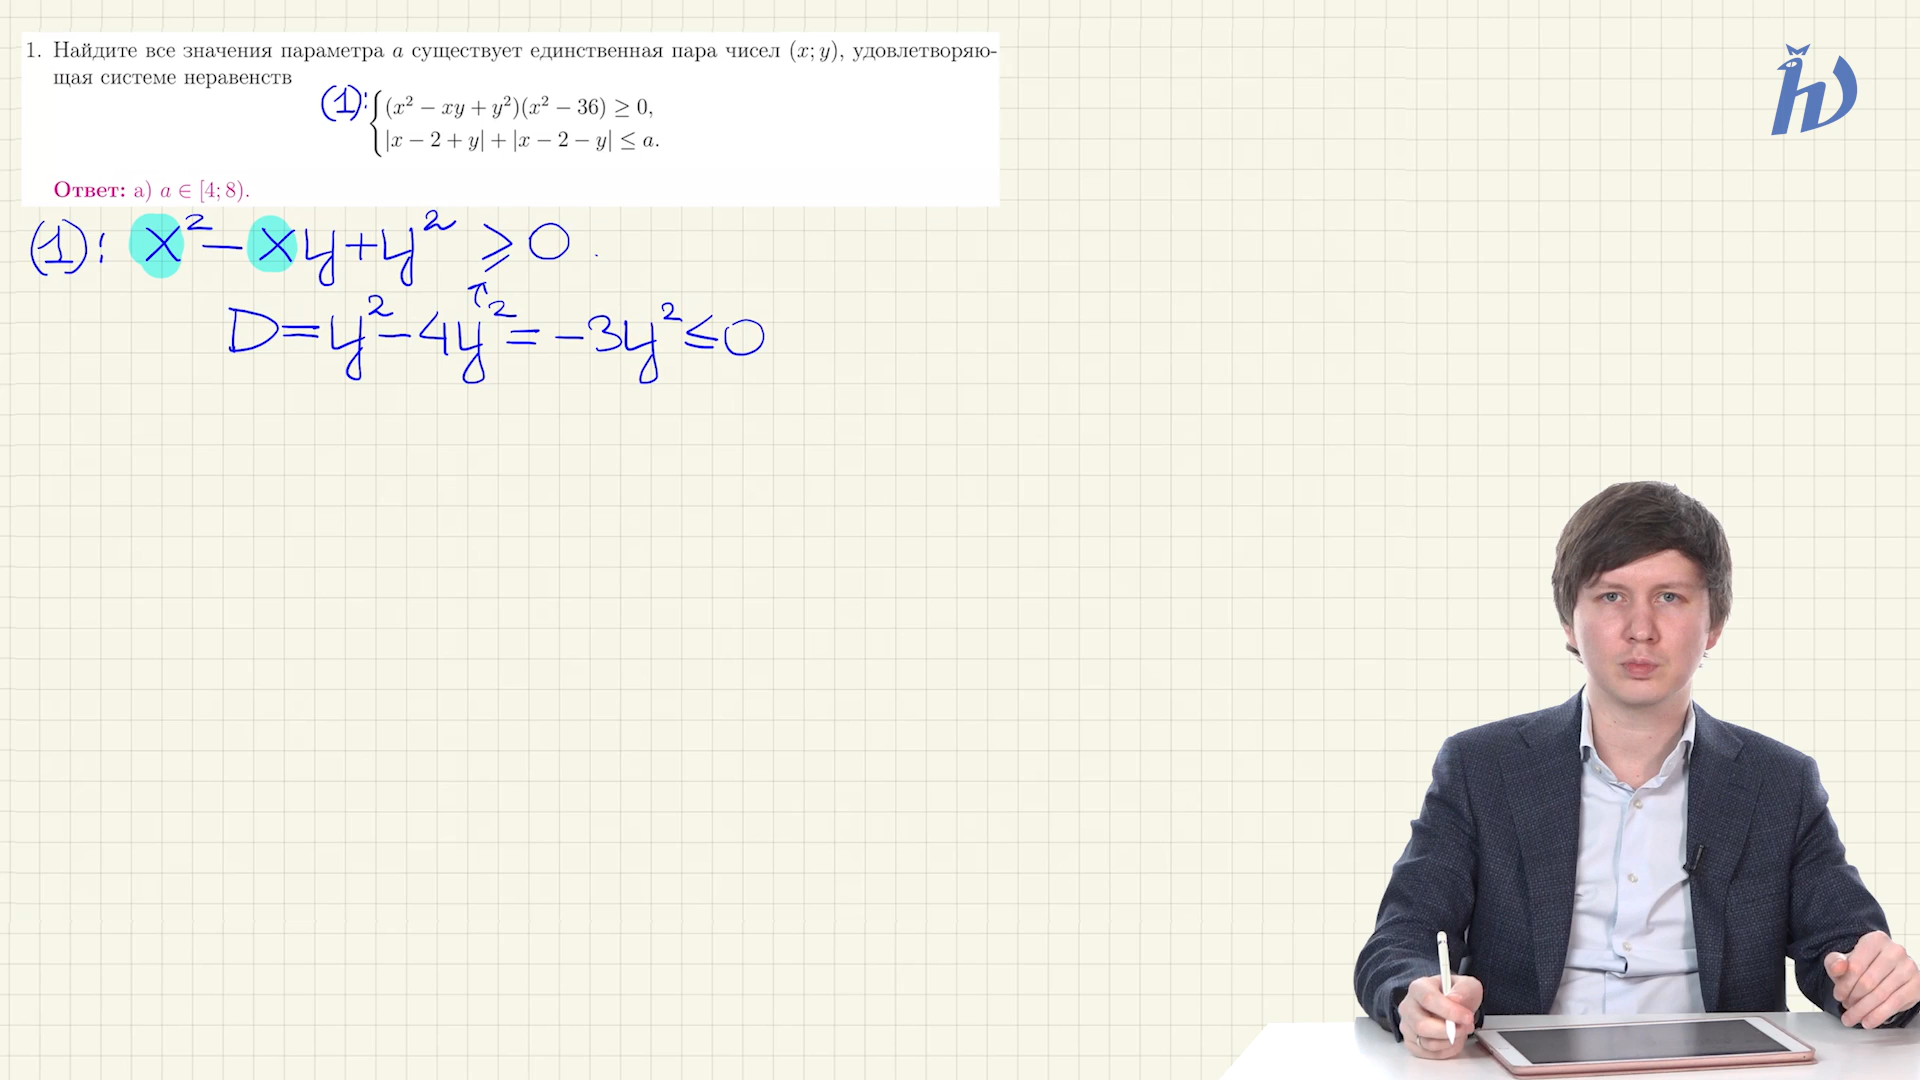 1. Найдите все значения параметра a существует единственная пара чисел (x; y), удовлетворяю-
щая системе неравенств
(1): (x² − xy + y²)(x² − 36) ≥ 0,
|x − 2 + y| + |x − 2 − y| ≤ a.
Ответ: а) a ∈ [4; 8).
(1): x² − xy + y² ⩾ 0
D = y² − 4y² = −3y² ≤ 0